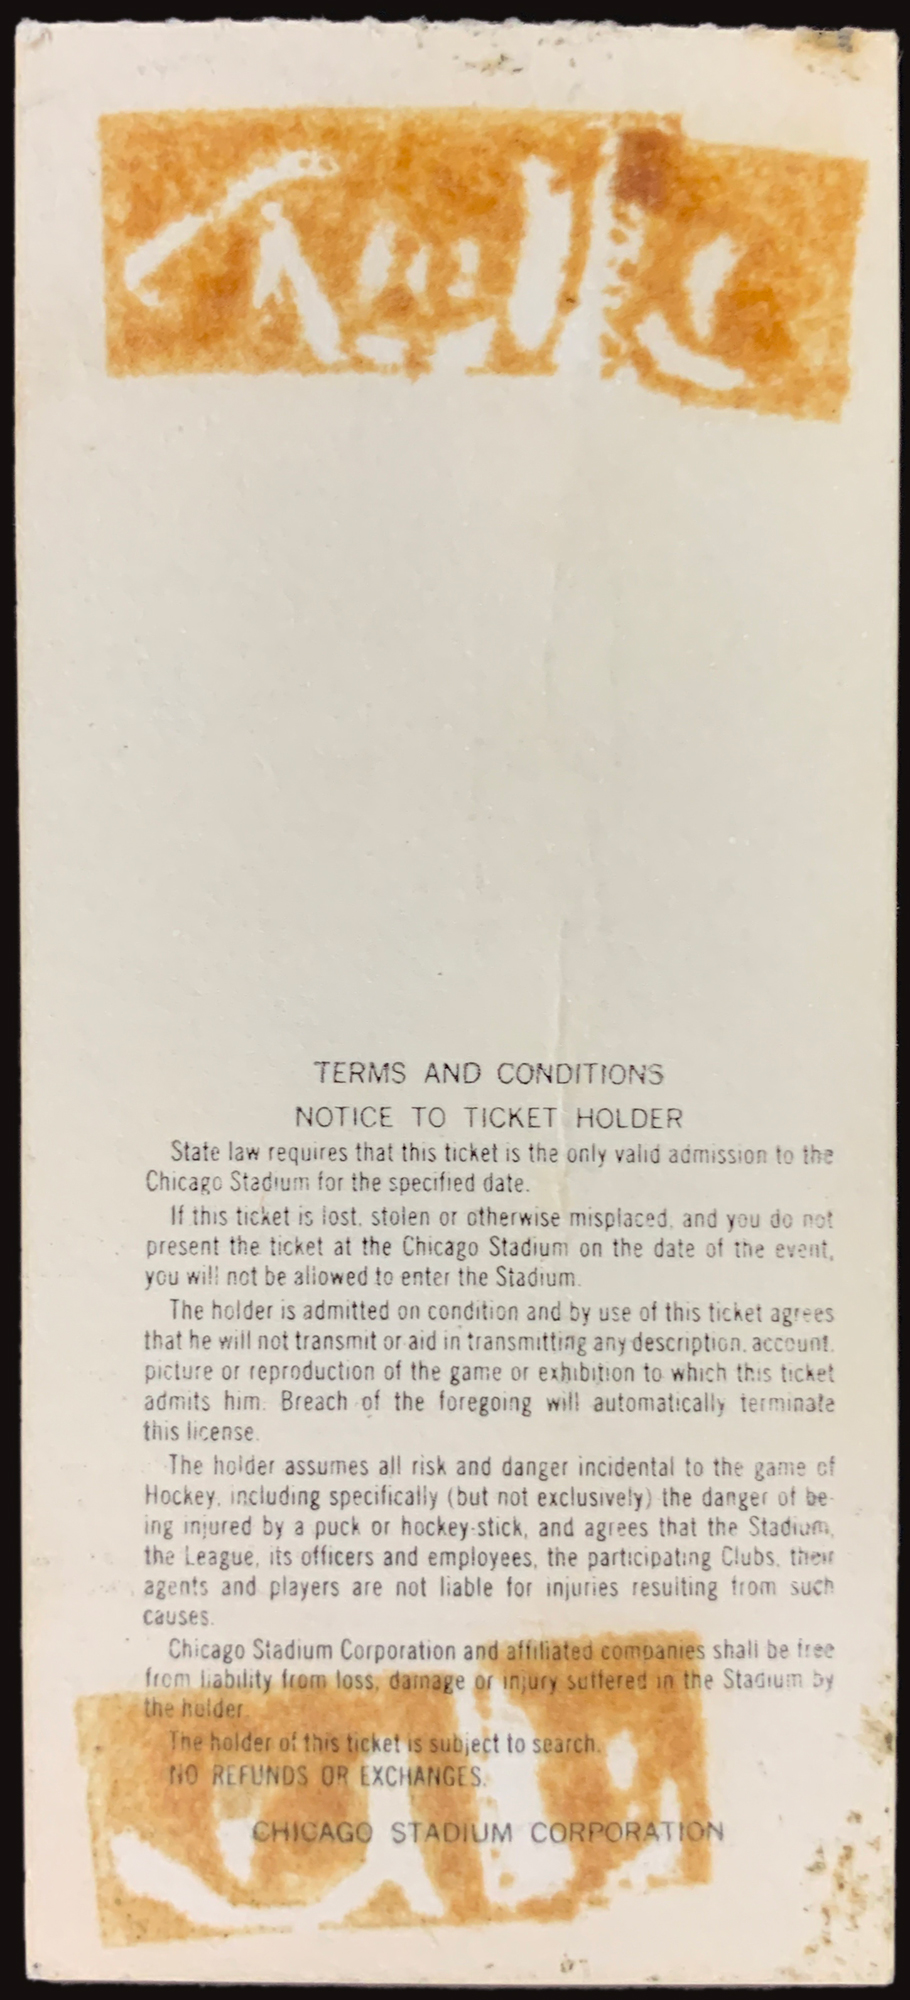 TERMS AND CONDITIONS
NOTICE TO TICKET HOLDER
State law requires that this ticket is the only valid admission to the
Chicago Stadium for the specified date.
If this ticket is lost, stolen or otherwise misplaced, and you do not
present the ticket at the Chicago Stadium on the date of the event,
you will not be allowed to enter the Stadium.
The holder is admitted on condition and by use of this ticket agrees
that he will not transmit or aid in transmitting any description, account,
picture or reproduction of the game or exhibition to which this ticket
admits him. Breach of the foregoing will automatically terminate
this license.
The holder assumes all risk and danger incidental to the game of
Hockey, including specifically (but not exclusively) the danger of be-
ing injured by a puck or hockey-stick, and agrees that the Stadium,
the League, its officers and employees, the participating Clubs, their
agents and players are not liable for injuries resulting from such
causes.
Chicago Stadium Corporation and affiliated companies shall be free
from liability from loss, damage or injury suffered in the Stadium by
the holder.
The holder of this ticket is subject to search.
NO REFUNDS OR EXCHANGES.
CHICAGO STADIUM CORPORATION